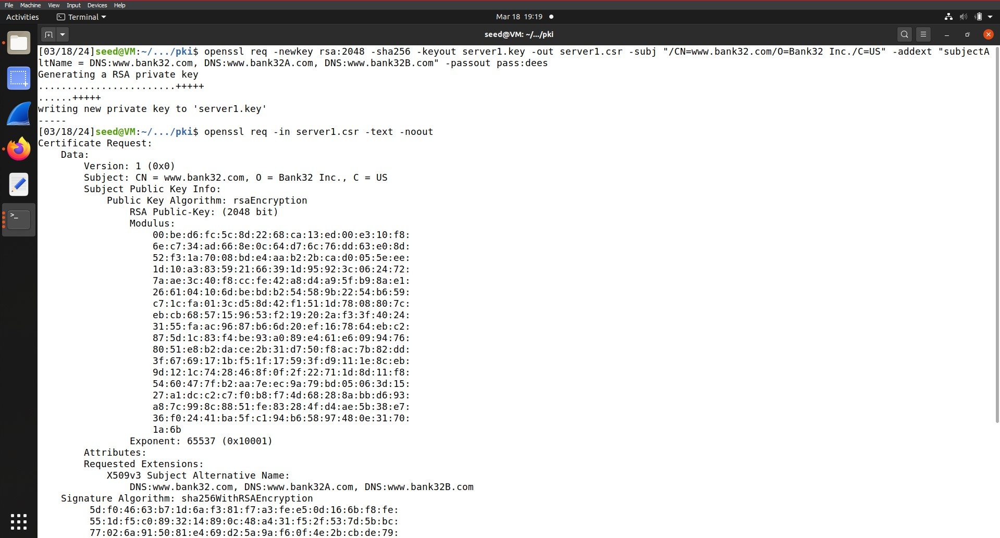 File Machine View Input Devices Help
Activities Terminal Mar 18 19:19
seed@VM: ~/.../pki
[03/18/24]seed@VM:~/.../pki$ openssl req -newkey rsa:2048 -sha256 -keyout server1.key -out server1.csr -subj "/CN=www.bank32.com/O=Bank32 Inc./C=US" -addext "subjectA
ltName = DNS:www.bank32.com, DNS:www.bank32A.com, DNS:www.bank32B.com" -passout pass:dees
Generating a RSA private key
........................+++++
......+++++
writing new private key to 'server1.key'
-----
[03/18/24]seed@VM:~/.../pki$ openssl req -in server1.csr -text -noout
Certificate Request:
    Data:
        Version: 1 (0x0)
        Subject: CN = www.bank32.com, O = Bank32 Inc., C = US
        Subject Public Key Info:
            Public Key Algorithm: rsaEncryption
                RSA Public-Key: (2048 bit)
                Modulus:
                    00:be:d6:fc:5c:8d:22:68:ca:13:ed:00:e3:10:f8:
                    6e:c7:34:ad:66:8e:0c:64:d7:6c:76:dd:63:e0:8d:
                    52:f3:1a:70:08:bd:e4:aa:b2:2b:ca:d0:05:5e:ee:
                    1d:10:a3:83:59:21:66:39:1d:95:92:3c:06:24:72:
                    7a:ae:3c:40:f8:cc:fe:42:a8:d4:a9:5f:b9:8a:e1:
                    26:61:04:10:6d:be:bd:b2:54:58:9b:22:54:b6:59:
                    c7:1c:fa:01:3c:d5:8d:42:f1:51:1d:78:08:80:7c:
                    eb:cb:68:57:15:96:53:f2:19:20:2a:f3:3f:40:24:
                    31:55:fa:ac:96:87:b6:6d:20:ef:16:78:64:eb:c2:
                    87:5d:1c:83:f4:be:93:a0:89:e4:61:e6:09:94:76:
                    80:51:e8:b2:da:ce:2b:31:d7:50:f8:ac:7b:82:dd:
                    3f:67:69:17:1b:f5:1f:17:59:3f:d9:11:1e:8c:eb:
                    9d:12:1c:74:28:46:8f:0f:2f:22:71:1d:8d:11:f8:
                    54:60:47:7f:b2:aa:7e:ec:9a:79:bd:05:06:3d:15:
                    27:a1:dc:c2:c7:f0:b8:f7:4d:68:28:8a:bb:d6:93:
                    a8:7c:99:8c:88:51:fe:83:28:4f:d4:ae:5b:38:e7:
                    36:f0:24:41:ba:5f:c1:94:b6:58:97:48:0e:31:70:
                    1a:6b
                Exponent: 65537 (0x10001)
        Attributes:
        Requested Extensions:
            X509v3 Subject Alternative Name:
                DNS:www.bank32.com, DNS:www.bank32A.com, DNS:www.bank32B.com
    Signature Algorithm: sha256WithRSAEncryption
         5d:f0:46:63:b7:1d:6a:f3:81:f7:a3:fe:e5:0d:16:6b:f8:fe:
         55:1d:f5:c0:89:32:14:89:0c:48:a4:31:f5:2f:53:7d:5b:bc:
         77:02:6a:91:50:81:e4:69:d2:5a:9a:f6:0f:4e:2b:cb:de:79: